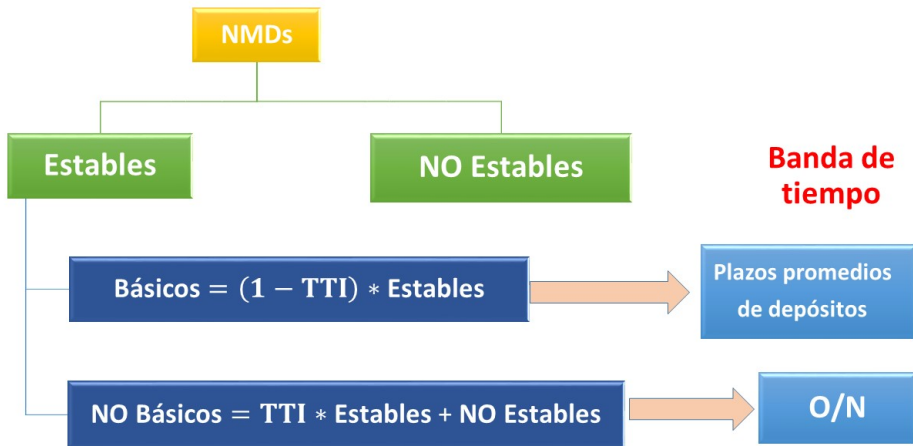 NMDs
Estables
NO Estables
Banda de
tiempo
Básicos = (1 − TTI) ∗ Estables
Plazos promedios
de depósitos
NO Básicos = TTI ∗ Estables + NO Estables
O/N